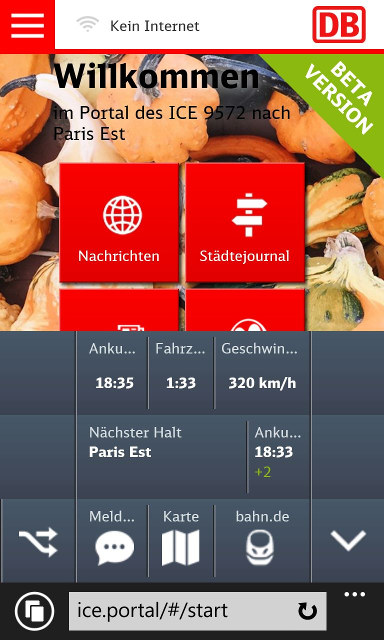 Kein Internet
DB
BETA
VERSION
Willkommen
im Portal des ICE 9572 nach
Paris Est
Nachrichten
Städtejournal
Anku...
Fahrz...
Geschwin...
18:35
1:33
320 km/h
Nächster Halt
Anku...
Paris Est
18:33
+2
Meld...
Karte
bahn.de
ice.portal/#/start